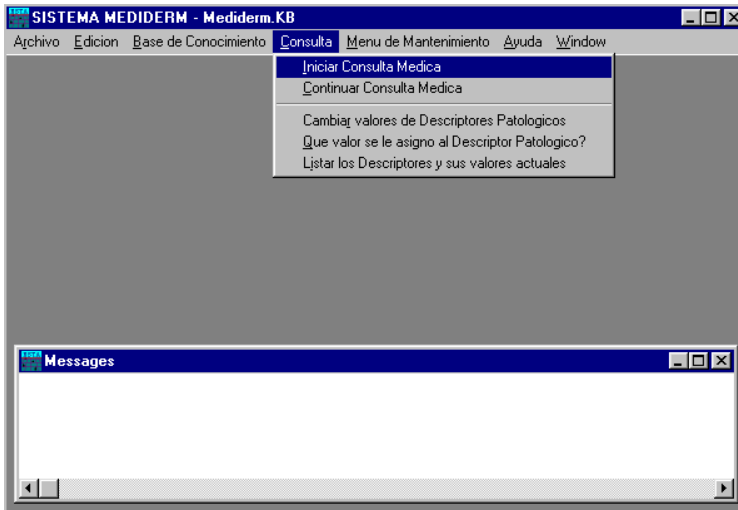 SISTEMA MEDIDERM - Mediderm.KB
Archivo Edicion Base de Conocimiento Consulta Menu de Mantenimiento Ayuda Window
Iniciar Consulta Medica
Continuar Consulta Medica
Cambiar valores de Descriptores Patologicos
Que valor se le asigno al Descriptor Patologico?
Listar los Descriptores y sus valores actuales
Messages